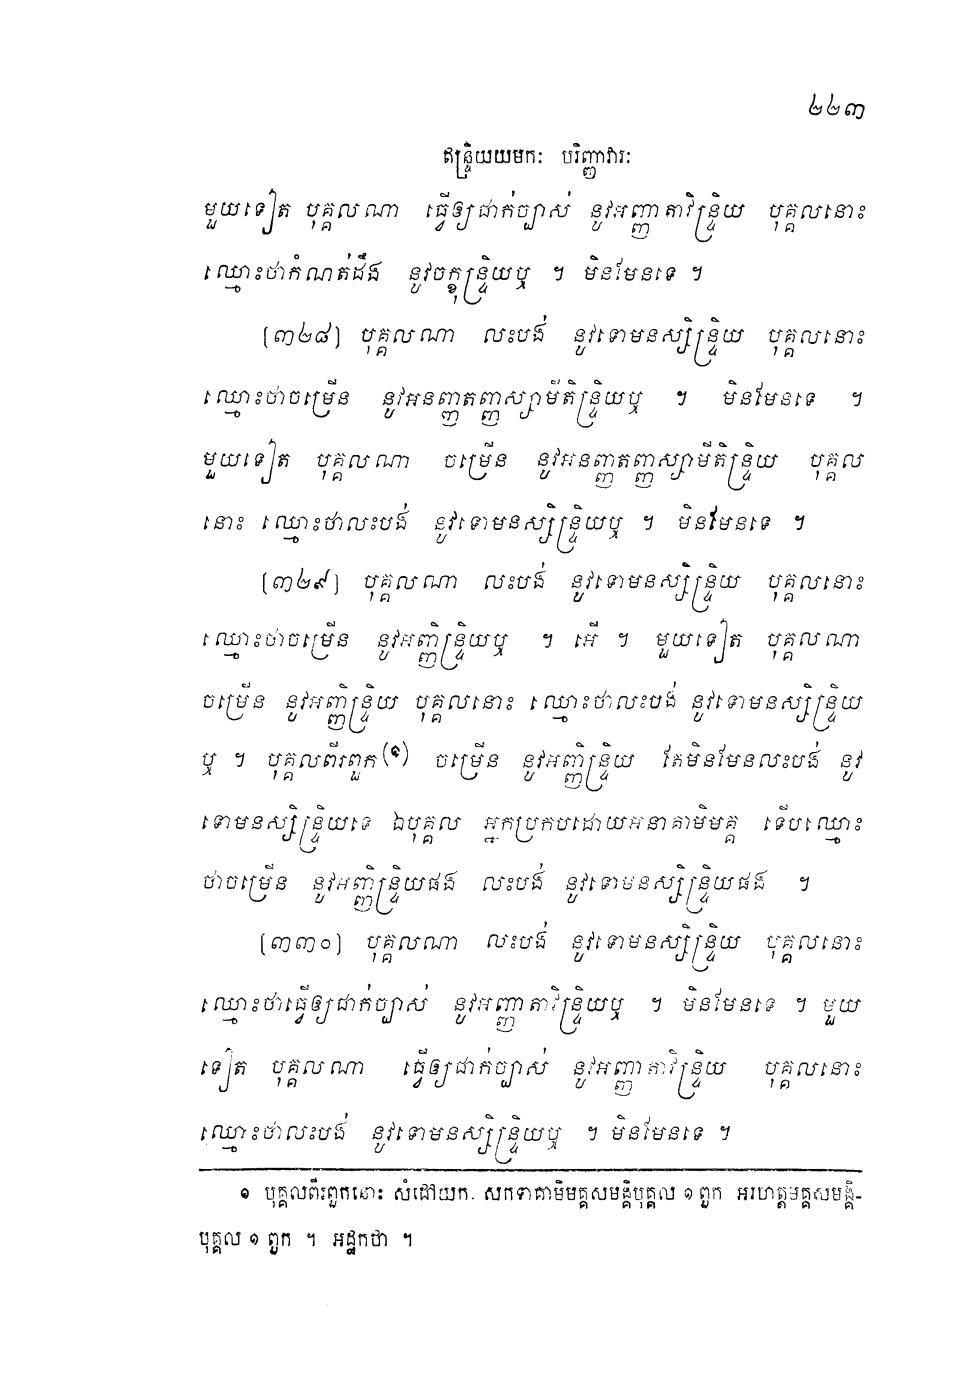 ២២៣
ឥន្ទ្រិយយមកៈ បរិញ្ញាវារៈ
មួយទៀត បុគ្គលណា ធ្វើឲ្យជាក់ច្បាស់ នូវអញ្ញាតាវិន្ទ្រិយ បុគ្គលនោះ
ឈ្មោះថាកំណត់ដឹង នូវចក្ខុន្ទ្រិយឬ ។ មិនមែនទេ ។
[៣២៨] បុគ្គលណា លះបង់ នូវទោមនស្សិន្ទ្រិយ បុគ្គលនោះ
ឈ្មោះថាចម្រើន នូវអនញ្ញតញ្ញស្សាមីតិន្ទ្រិយឬ ។ មិនមែនទេ ។
មួយទៀត បុគ្គលណា ចម្រើន នូវអនញ្ញតញ្ញស្សាមីតិន្ទ្រិយ បុគ្គល
នោះ ឈ្មោះថាលះបង់ នូវទោមនស្សិន្ទ្រិយឬ ។ មិនមែនទេ ។
[៣២៩] បុគ្គលណា លះបង់ នូវទោមនស្សិន្ទ្រិយ បុគ្គលនោះ
ឈ្មោះថាចម្រើន នូវអញ្ញិន្ទ្រិយឬ ។ អើ ។ មួយទៀត បុគ្គលណា
ចម្រើន នូវអញ្ញិន្ទ្រិយ បុគ្គលនោះ ឈ្មោះថាលះបង់ នូវទោមនស្សិន្ទ្រិយ
ឬ ។ បុគ្គលពីរពួក(១) ចម្រើន នូវអញ្ញិន្ទ្រិយ តែមិនមែនលះបង់ នូវ
ទោមនស្សិន្ទ្រិយទេ ឯបុគ្គល អ្នកប្រកបដោយអនាគាមិមគ្គ ទើបឈ្មោះ
ថាចម្រើន នូវអញ្ញិន្ទ្រិយផង លះបង់ នូវទោមនស្សិន្ទ្រិយផង ។
[៣៣០] បុគ្គលណា លះបង់ នូវទោមនស្សិន្ទ្រិយ បុគ្គលនោះ
ឈ្មោះថាធ្វើឲ្យជាក់ច្បាស់ នូវអញ្ញាតាវិន្ទ្រិយឬ ។ មិនមែនទេ ។ មួយ
ទៀត បុគ្គលណា ធ្វើឲ្យជាក់ច្បាស់ នូវអញ្ញាតាវិន្ទ្រិយ បុគ្គលនោះ
ឈ្មោះថាលះបង់ នូវទោមនស្សិន្ទ្រិយឬ ។ មិនមែនទេ ។
១ បុគ្គលពីរពួកនោះ សំដៅយក សកទាគាមិមគ្គសមង្គិបុគ្គល ១ ពួក អរហត្តមគ្គសមង្គិ-
បុគ្គល ១ ពួក ។ អដ្ឋកថា ។